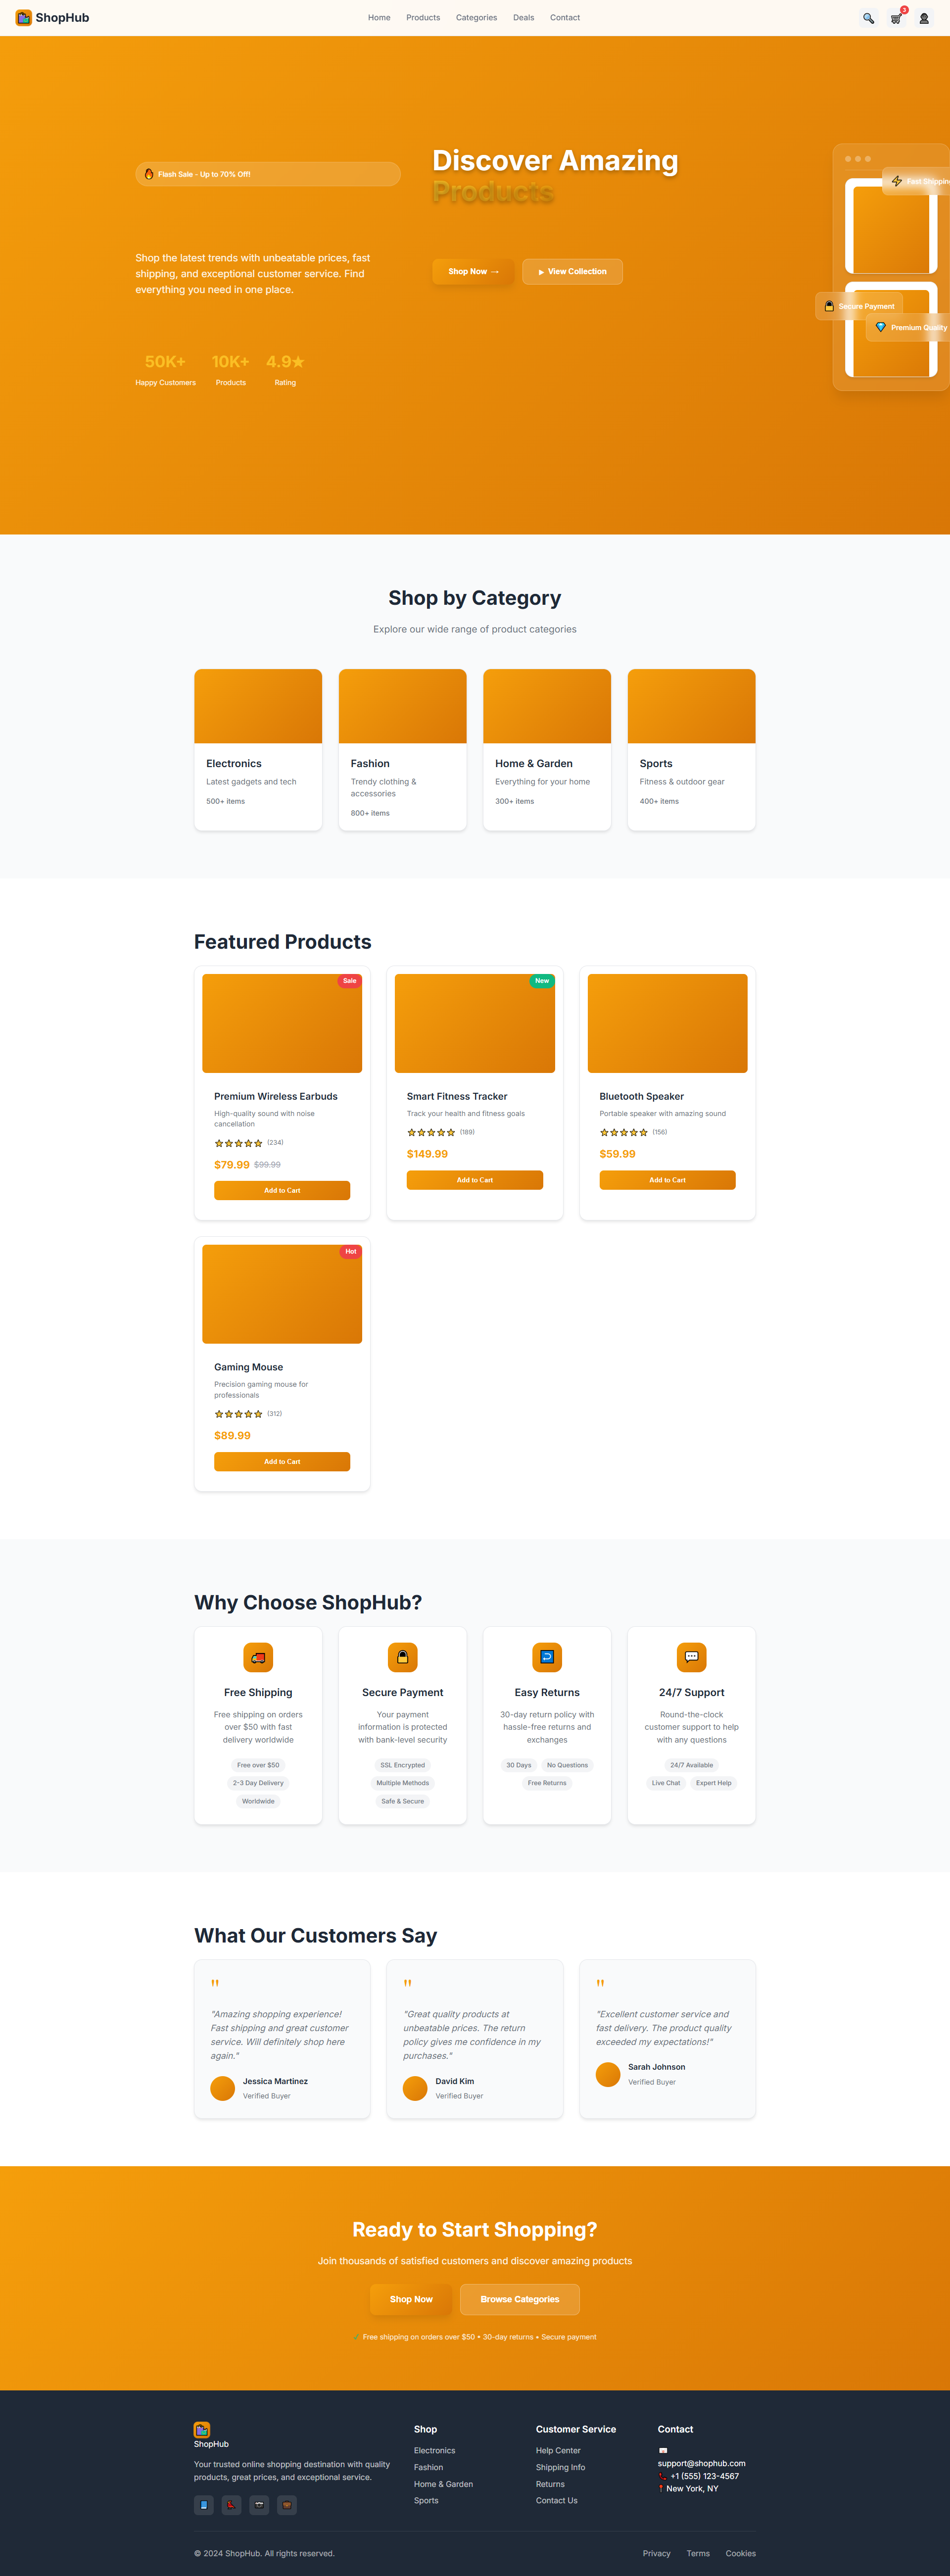 ShopHub
Home Products Categories Deals Contact
3
Flash Sale - Up to 70% Off!
Discover Amazing
Products
Shop the latest trends with unbeatable prices, fast
shipping, and exceptional customer service. Find
everything you need in one place.
Shop Now →
▶ View Collection
50K+ 10K+ 4.9★
Happy Customers Products Rating
Fast Shipping
Secure Payment
Premium Quality
Shop by Category
Explore our wide range of product categories
Electronics
Latest gadgets and tech
500+ items
Fashion
Trendy clothing &
accessories
800+ items
Home & Garden
Everything for your home
300+ items
Sports
Fitness & outdoor gear
400+ items
Featured Products
Sale
Premium Wireless Earbuds
High-quality sound with noise
cancellation
(234)
$79.99 $99.99
Add to Cart
New
Smart Fitness Tracker
Track your health and fitness goals
(189)
$149.99
Add to Cart
Bluetooth Speaker
Portable speaker with amazing sound
(156)
$59.99
Add to Cart
Hot
Gaming Mouse
Precision gaming mouse for
professionals
(312)
$89.99
Add to Cart
Why Choose ShopHub?
Free Shipping
Free shipping on orders
over $50 with fast
delivery worldwide
Free over $50
2-3 Day Delivery
Worldwide
Secure Payment
Your payment
information is protected
with bank-level security
SSL Encrypted
Multiple Methods
Safe & Secure
Easy Returns
30-day return policy with
hassle-free returns and
exchanges
30 Days No Questions
Free Returns
24/7 Support
Round-the-clock
customer support to help
with any questions
24/7 Available
Live Chat Expert Help
What Our Customers Say
"
"Amazing shopping experience!
Fast shipping and great customer
service. Will definitely shop here
again."
Jessica Martinez
Verified Buyer
"
"Great quality products at
unbeatable prices. The return
policy gives me confidence in my
purchases."
David Kim
Verified Buyer
"
"Excellent customer service and
fast delivery. The product quality
exceeded my expectations!"
Sarah Johnson
Verified Buyer
Ready to Start Shopping?
Join thousands of satisfied customers and discover amazing products
Shop Now
Browse Categories
✓ Free shipping on orders over $50 • 30-day returns • Secure payment
ShopHub
Your trusted online shopping destination with quality
products, great prices, and exceptional service.
Shop
Electronics
Fashion
Home & Garden
Sports
Customer Service
Help Center
Shipping Info
Returns
Contact Us
Contact
support@shophub.com
+1 (555) 123-4567
New York, NY
© 2024 ShopHub. All rights reserved.
Privacy Terms Cookies